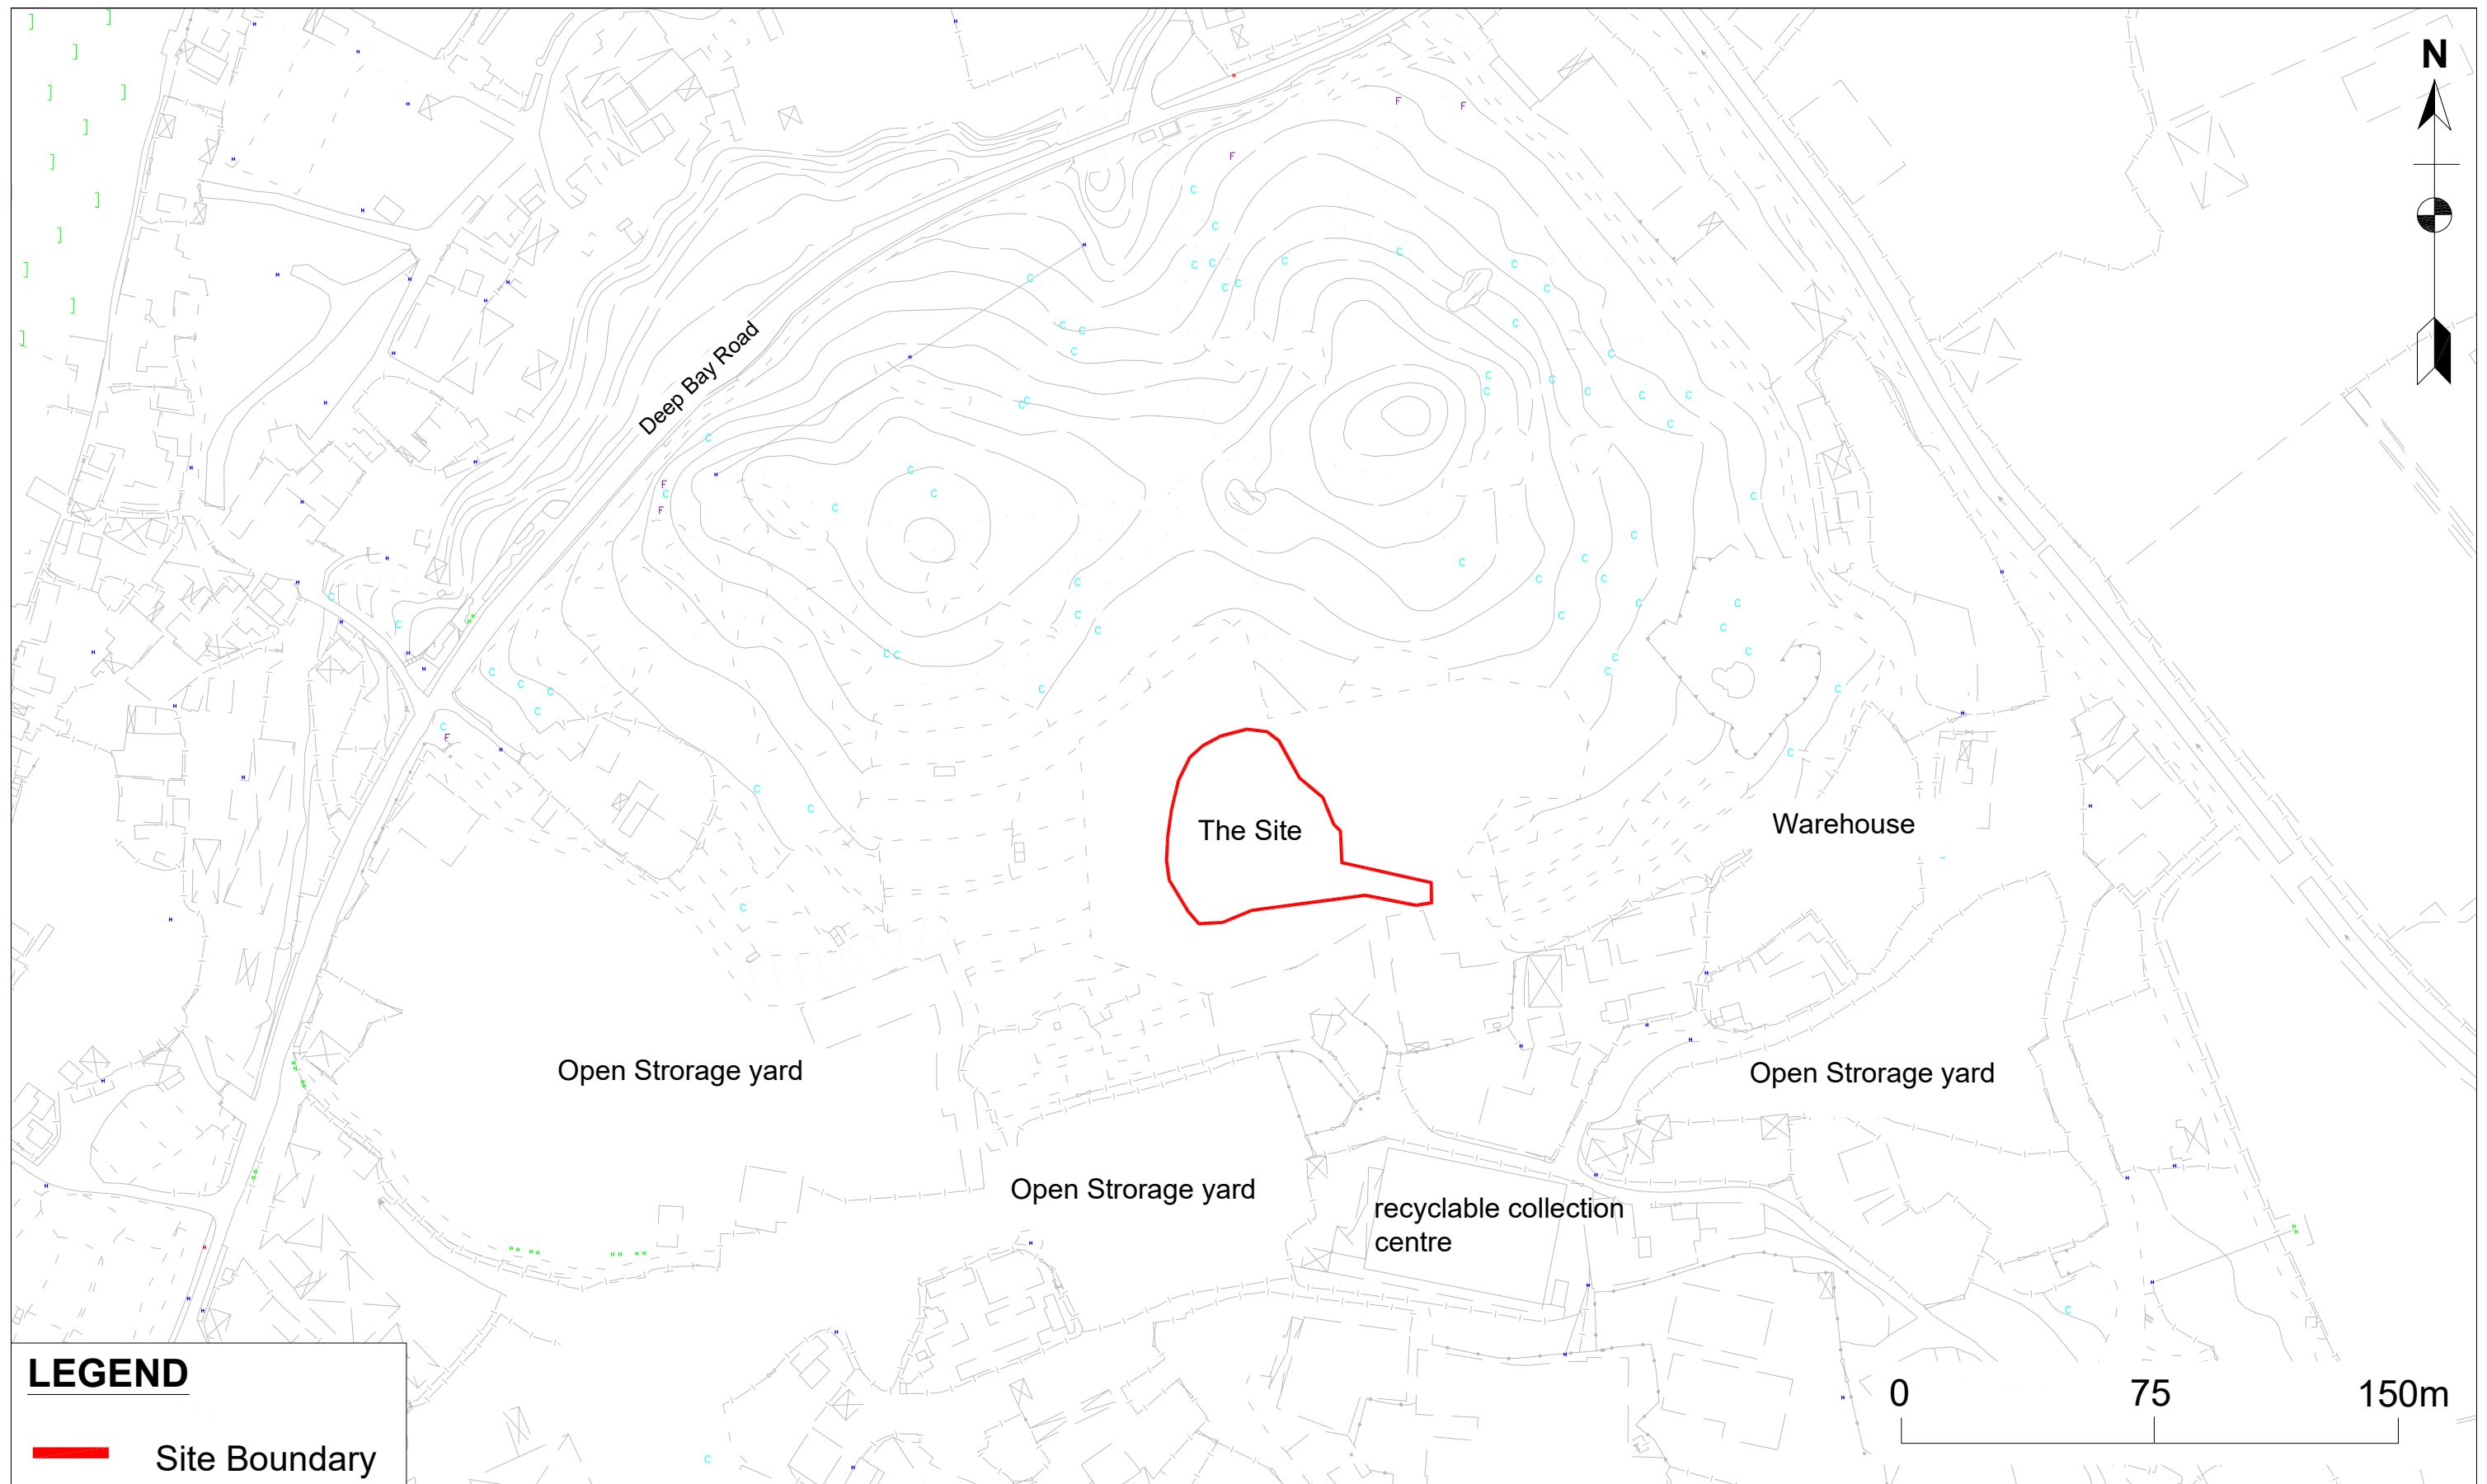 N
Deep Bay Road
The Site
Warehouse
Open Strorage yard
Open Strorage yard
Open Strorage yard
recyclable collection
centre
LEGEND
Site Boundary
0 75 150m